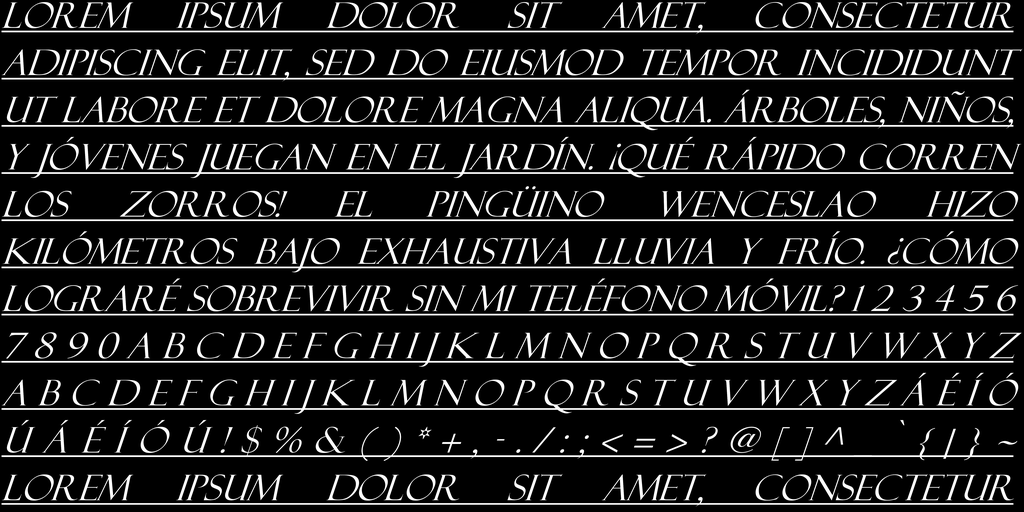 LOREM IPSUM DOLOR SIT AMET, CONSECTETUR
ADIPISCING ELIT, SED DO EIUSMOD TEMPOR INCIDIDUNT
UT LABORE ET DOLORE MAGNA ALIQUA. ÁRBOLES, NIÑOS,
Y JÓVENES JUEGAN EN EL JARDÍN. ¡QUÉ RÁPIDO CORREN
LOS ZORROS! EL PINGÜINO WENCESLAO HIZO
KILÓMETROS BAJO EXHAUSTIVA LLUVIA Y FRÍO. ¿CÓMO
LOGRARÉ SOBREVIVIR SIN MI TELÉFONO MÓVIL? 1 2 3 4 5 6
7 8 9 0 A B C D E F G H I J K L M N O P Q R S T U V W X Y Z
A B C D E F G H I J K L M N O P Q R S T U V W X Y Z Á É Í Ó
Ú Á É Í Ó Ú ! $ % & ( ) * + , - . / : ; < = > ? @ [ ] ^ ` { | } ~
LOREM IPSUM DOLOR SIT AMET, CONSECTETUR